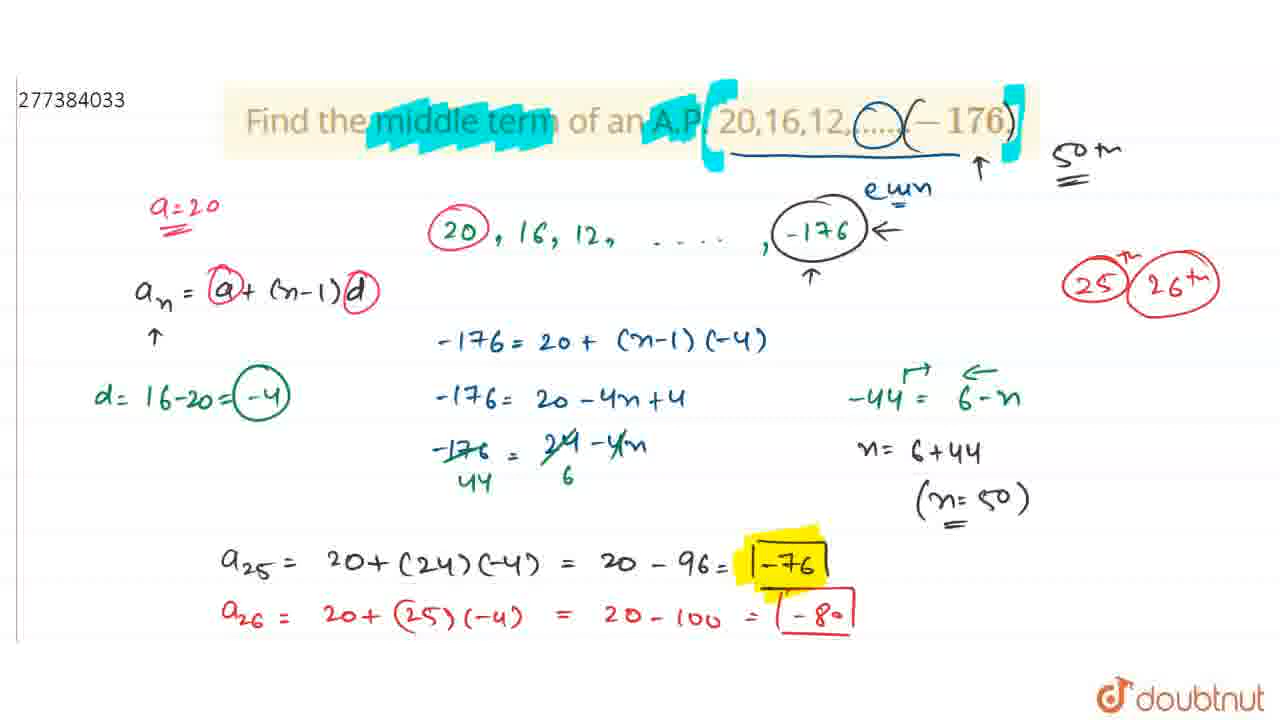 277384033
Find the middle term of an A.P. 20,16,12,.......(-176)
50th
even
a=20
20, 16, 12, ....., -176 ←
25th 26th
an = a + (n-1)d
-176 = 20 + (n-1)(-4)
d = 16-20 = -4
-176 = 20 - 4n + 4
-44 = 6 - n
-176 = 24 - 4n
44 6
n = 6+44
(n = 50)
a25 = 20 + (24)(-4) = 20 - 96 = -76
a26 = 20 + (25)(-4) = 20 - 100 = -80
doubtnut